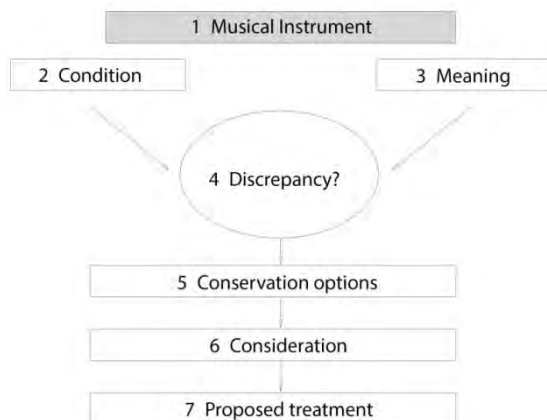 1 Musical Instrument
2 Condition
3 Meaning
4 Discrepancy?
5 Conservation options
6 Consideration
7 Proposed treatment